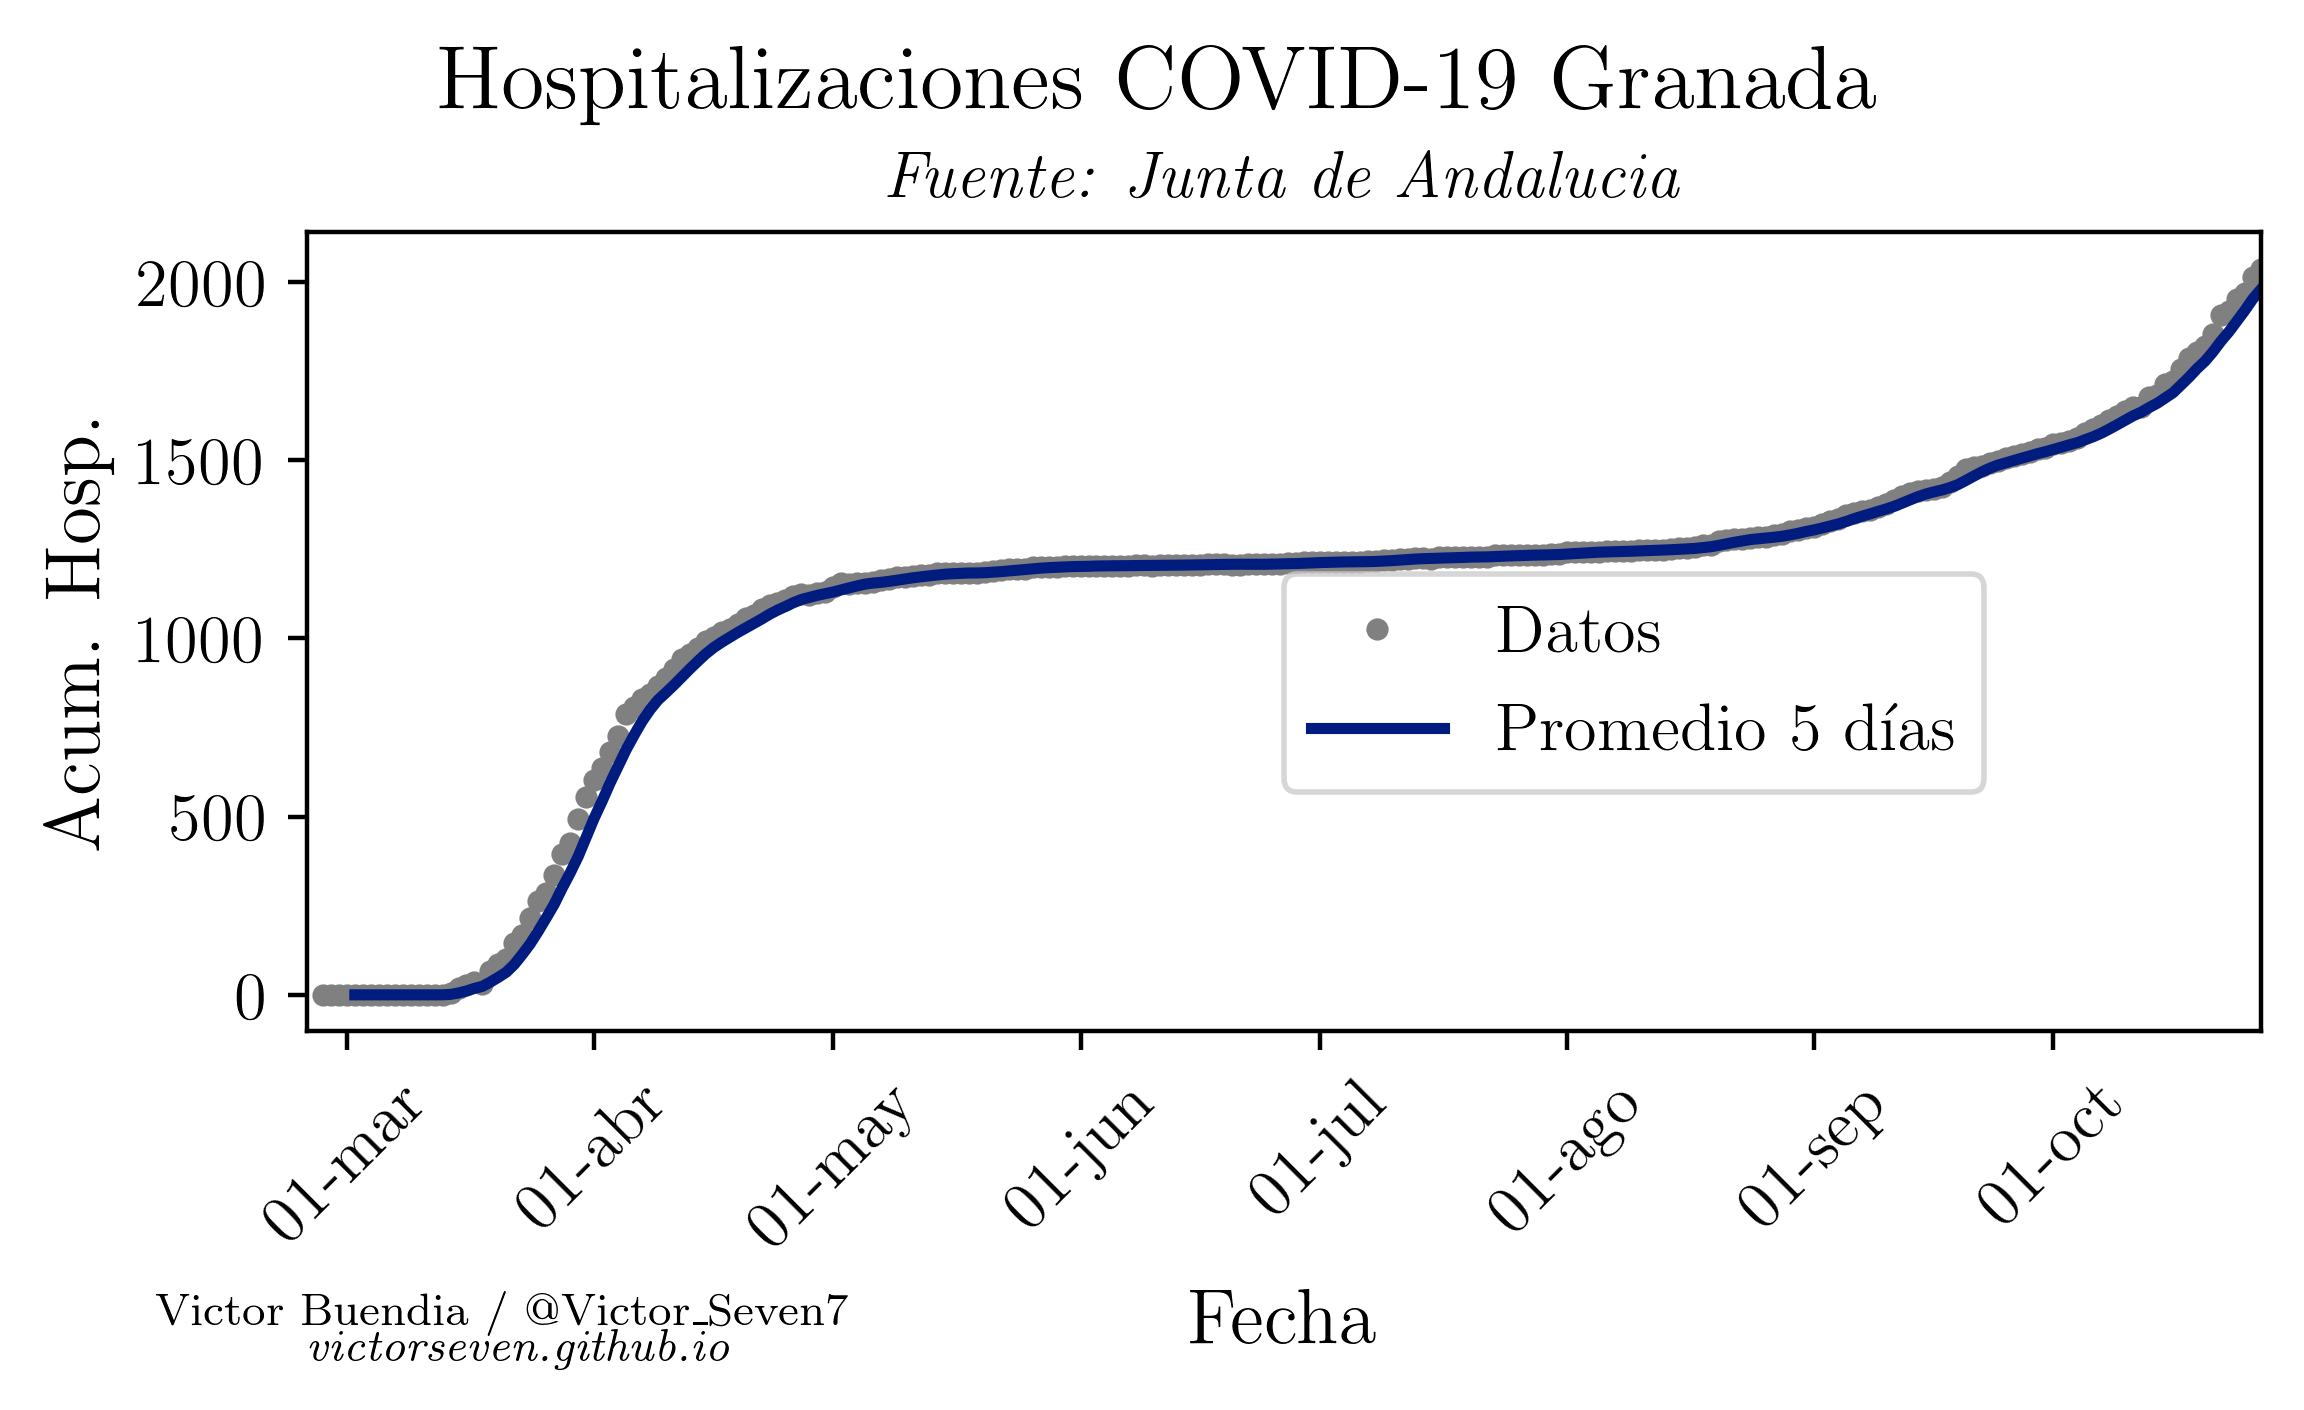 Hospitalizaciones COVID-19 Granada
Fuente: Junta de Andalucia
Acum. Hosp.
2000
1500
1000
500
0
Datos
Promedio 5 días
01-mar
01-abr
01-may
01-jun
01-jul
01-ago
01-sep
01-oct
Fecha
Victor Buendia / @Victor_Seven7
victorseven.github.io